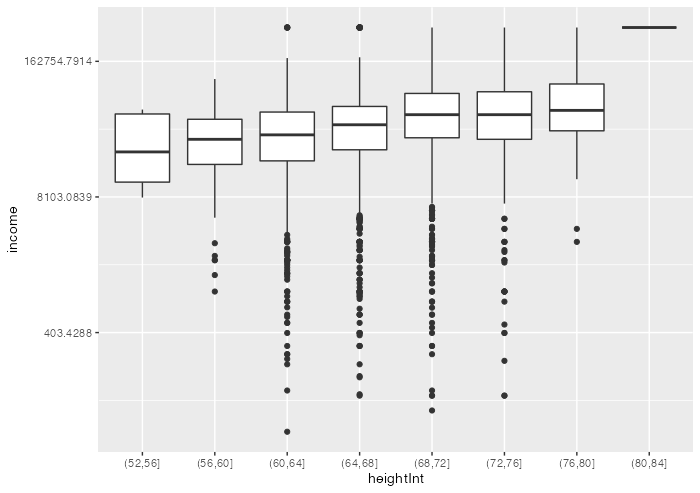 income
162754.7914
8103.0839
403.4288
(52,56] (56,60] (60,64] (64,68] (68,72] (72,76] (76,80] (80,84]
heightInt